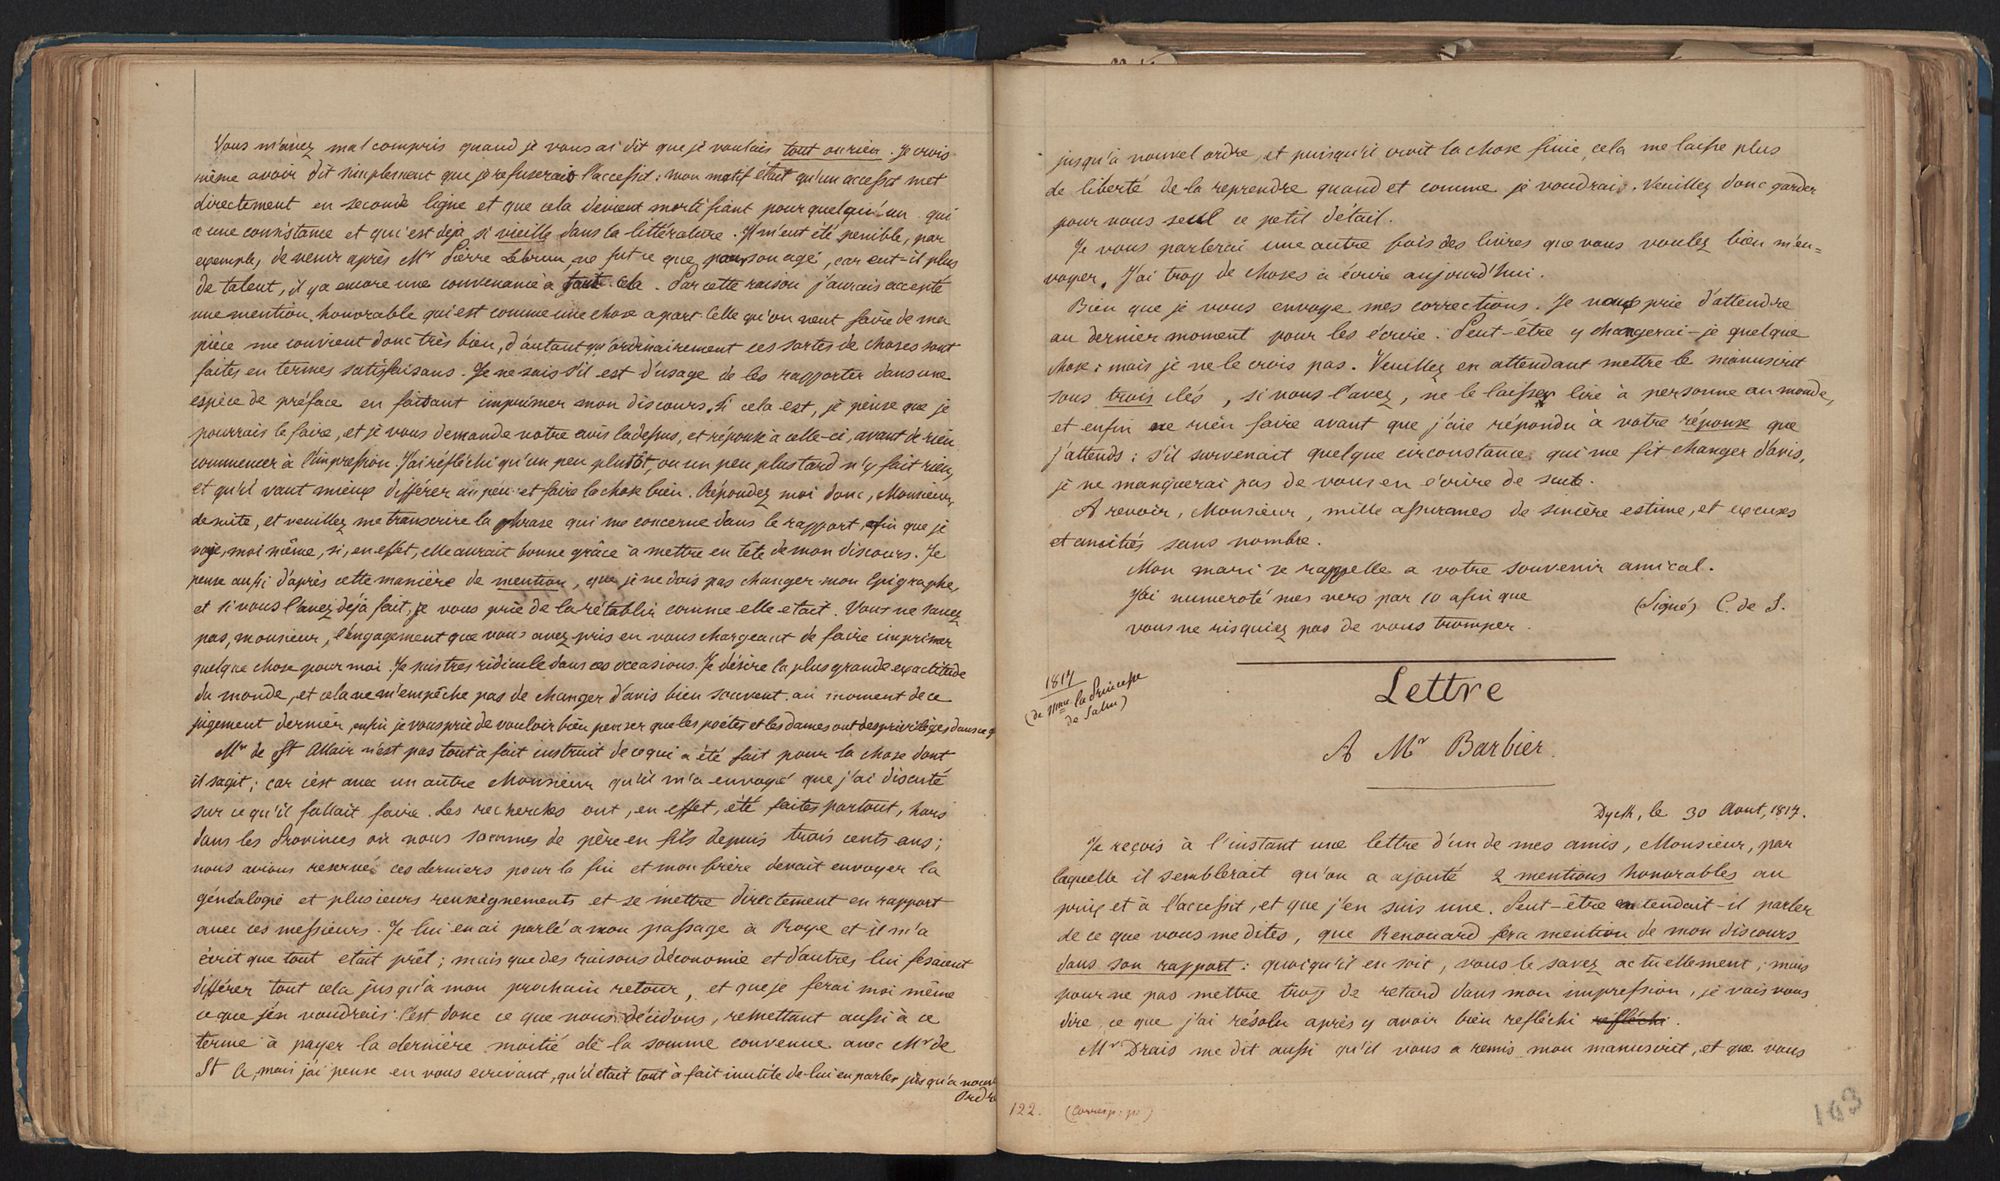 Vous m'avez mal compris quand je vous ai dit que je voulais tout ou rien. Je crois
même avoir dit simplement que je refuserais l'accessit : mon motif était qu'un accessit met
directement en seconde ligne et que cela devient mortifiant pour quelqu'un qui
a une consistance et qui est déjà si vieille dans la littérature. Il m'eut été pénible, par
exemple, de venir après Mr Pierre Lebrun, ne fut ce que pour son agé, car eut-il plus
de talent, il y a encore une convenance à tout cela. Par cette raison j'aurais accepté
une mention honorable qui est comme une chose apart. Celle qu'on veut faire de ma
pièce me convient donc très bien, d'autant qu'ordinairement ces sortes de choses sont
faites en termes satisfaisans. Je ne sais s'il est d'usage de les rapporter dans une
espèce de préface en faisant imprimer mon discours. Si cela est, je pense que je
pourrais le faire, et je vous demande votre avis ladessus, et réponse à celle-ci, avant de rien
commencer à l'impression. J'ai réfléchi qu'un peu plutôt, ou un peu plus tard n'y fait rien,
et qu'il vaut mieux différer un peu et faire la chose bien. Répondez moi donc, Monsieur,
de suite, et veuillez me transcrire la phrase qui me concerne dans le rapport, afin que je
voye, moi même, si, en effet, elle aurait bonne grâce à mettre en tête de mon discours. Je
pense aussi d'après cette manière de mention, que je ne dois pas changer mon Epigraphe,
et si vous l'avez déjà fait, je vous prie de la rétablir comme elle etait. Vous ne savez
pas, monsieur, l'engagement que vous avez pris en vous chargeant de faire imprimer
quelque chose pour moi. Je suis tres ridicule dans ces occasions. Je désire la plus grande exactitude
du monde, et cela ne m'empêche pas de changer d'avis bien souvent au moment de ce
jugement dernier, enfin je vous prie de vouloir bien penser que les poëtes et les dames ont des priviléges dans ce
Mr de St Allair n'est pas tout à fait instruit de ce qui a été fait pour la chose dont
il sagit ; car c'est avec un autre Monsieur qu'il m'a envoyé que j'ai discuté
sur ce qu'il fallait faire. Les recherches ont, en effet, été faites partout, hors
dans les Provinces où nous sommes de père en fils depuis trois cents ans ;
nous avions reservé ces derniers pour la fin et mon frère devait envoyer la
généalogie et plusieurs renseignements et se mettre directement en rapport
avec ces messieurs. Je lui en ai parlé a mon passage à Roye et il m'a
écrit que tout etait prêt ; mais que des raisons d'économie et d'autres lui fesaient
différer tout cela jusqu'à mon prochain retour, et que je ferai moi même
ce que j'en voudrais. C'est donc ce que nous décidons, remettant aussi à ce
terme à payer la dernière moitié de la somme convenue avec Mr de
St A, mais j'ai pensé en vous ecrivant, qu'il était tout à fait inutile de lui en parler jusqu'a nouvel
Ordre
jusqu'à nouvel ordre, et puisqu'il croit la chose finie, cela me laisse plus
de liberté de la reprendre quand et comme je voudrais. Veuillez donc garder
pour vous seul ce petit détail.
Je vous parlerai une autre fois des livres que vous voulez bien m'en-
voyer. J'ai trop de choses à écrire aujourd'hui.
Bien que je vous envoye mes corrections. Je vous prie d'attendre
au dernier moment pour les écrire. Peut-être y changerai-je quelque
chose ; mais je ne le crois pas. Veuillez en attendant mettre le manuscrit
sous trois clés, si vous l'avez, ne le laisser lire à personne au monde,
et enfin ne rien faire avant que j'aie répondu à votre réponse que
j'attends : s'il survenait quelque circonstance qui me fit changer d'avis,
je ne manquerai pas de vous en écrire de suite.
A revoir, Monsieur, mille assurances de sincère estime, et excuses
et amitiés sans nombre.
Mon mari se rappelle a votre souvenir amical.
J'ai numeroté mes vers par 10 afin que
vous ne risquiez pas de vous tromper.
(Signé) C. de S.
1817
(de Mme la Princesse
de Salm)
Lettre
A Mr Barbier.
Dyck, le 30 Aout, 1817.
Je reçois à l'instant une lettre d'un de mes amis, Monsieur, par
laquelle il semblerait qu'on a ajouté 2 mentions honorables au
prix et à l'accessit, et que j'en suis une. Peut-être entendait-il parler
de ce que vous me dites, que Renouard fera mention de mon discours
dans son rapport : quoiqu'il en soit, vous le savez actuellement ; mais
pour ne pas mettre trop de retard dans mon impression, je vais vous
dire ce que j'ai résolu après y avoir bien reflèchi reflèchi.
Mr Drais me dit aussi qu'il vous a remis mon manuscrit, et que vous
122. (Corresp. pr)
163